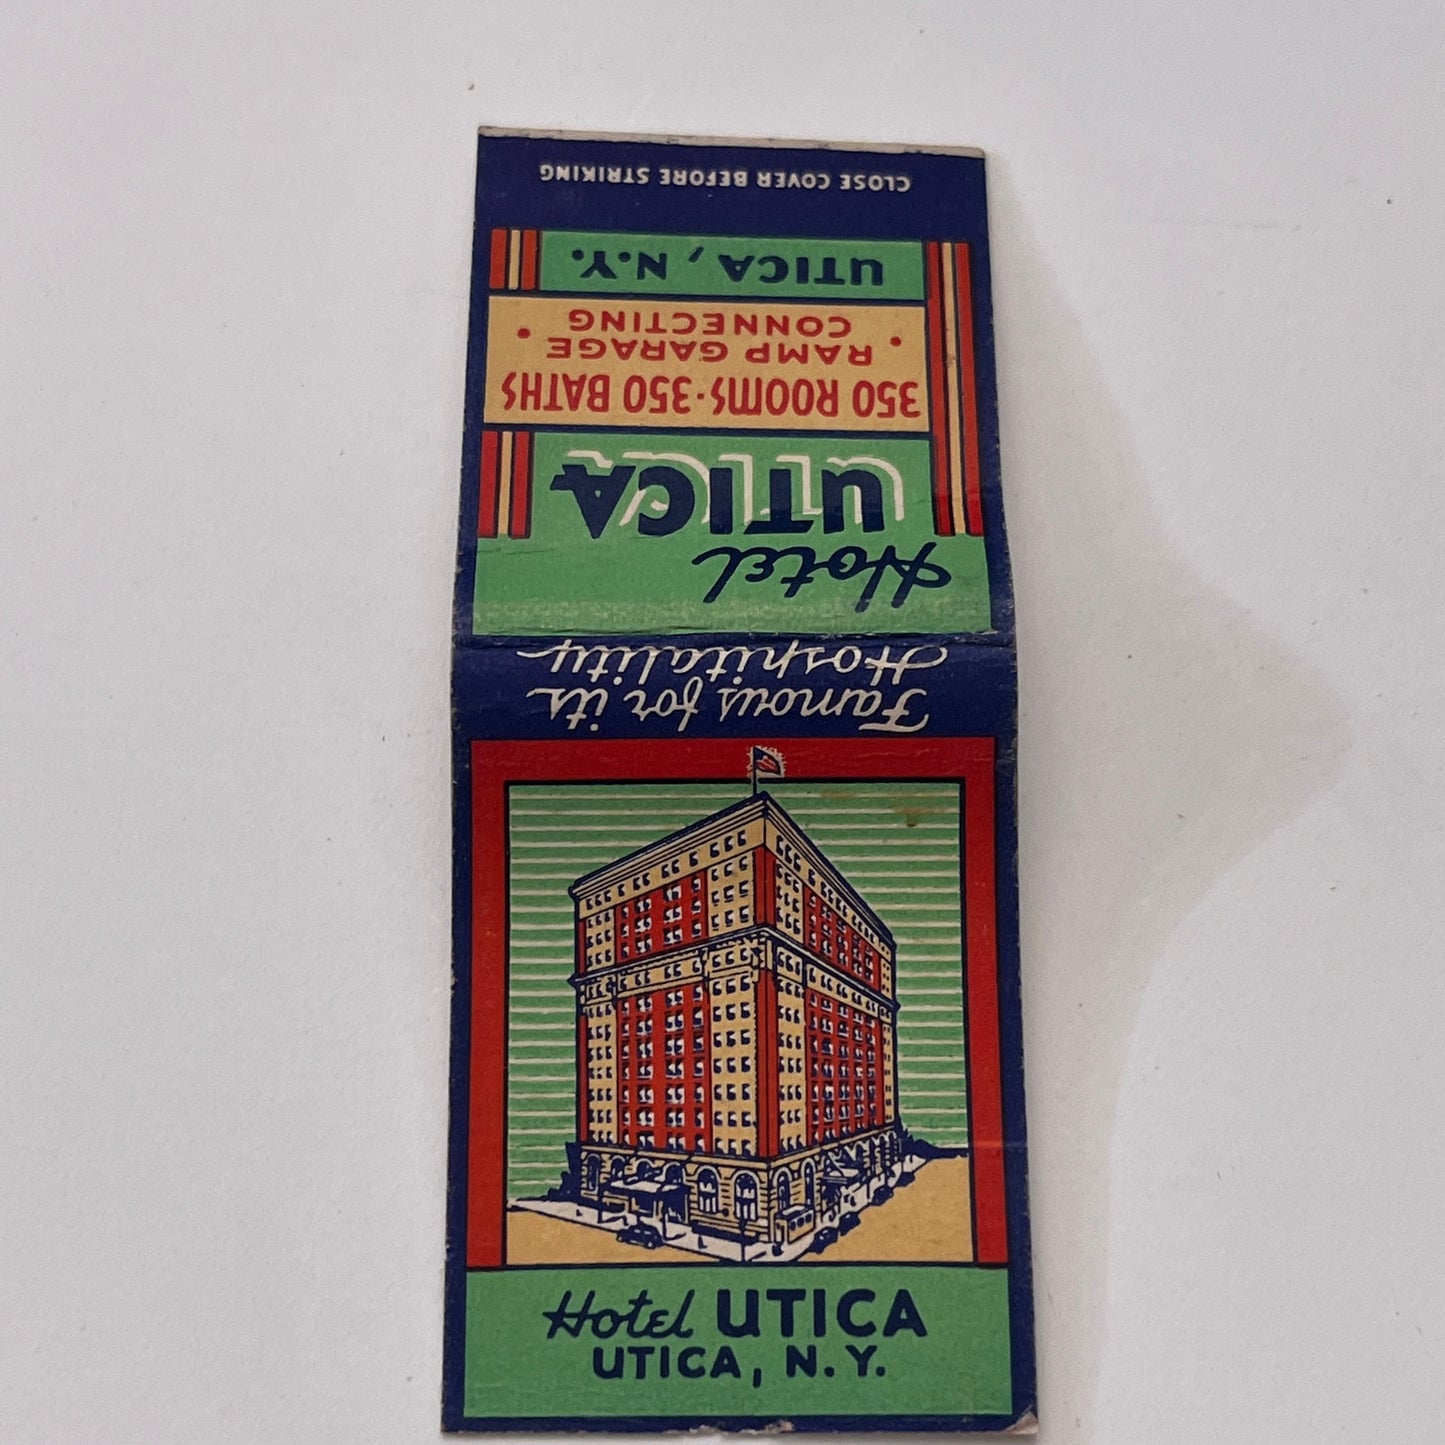 Hotel UTICA
UTICA, N.Y.
Famous for its
Hospitality
Hotel
UTICA
350 ROOMS·350 BATHS
• RAMP GARAGE •
CONNECTING
UTICA, N.Y.
CLOSE COVER BEFORE STRIKING